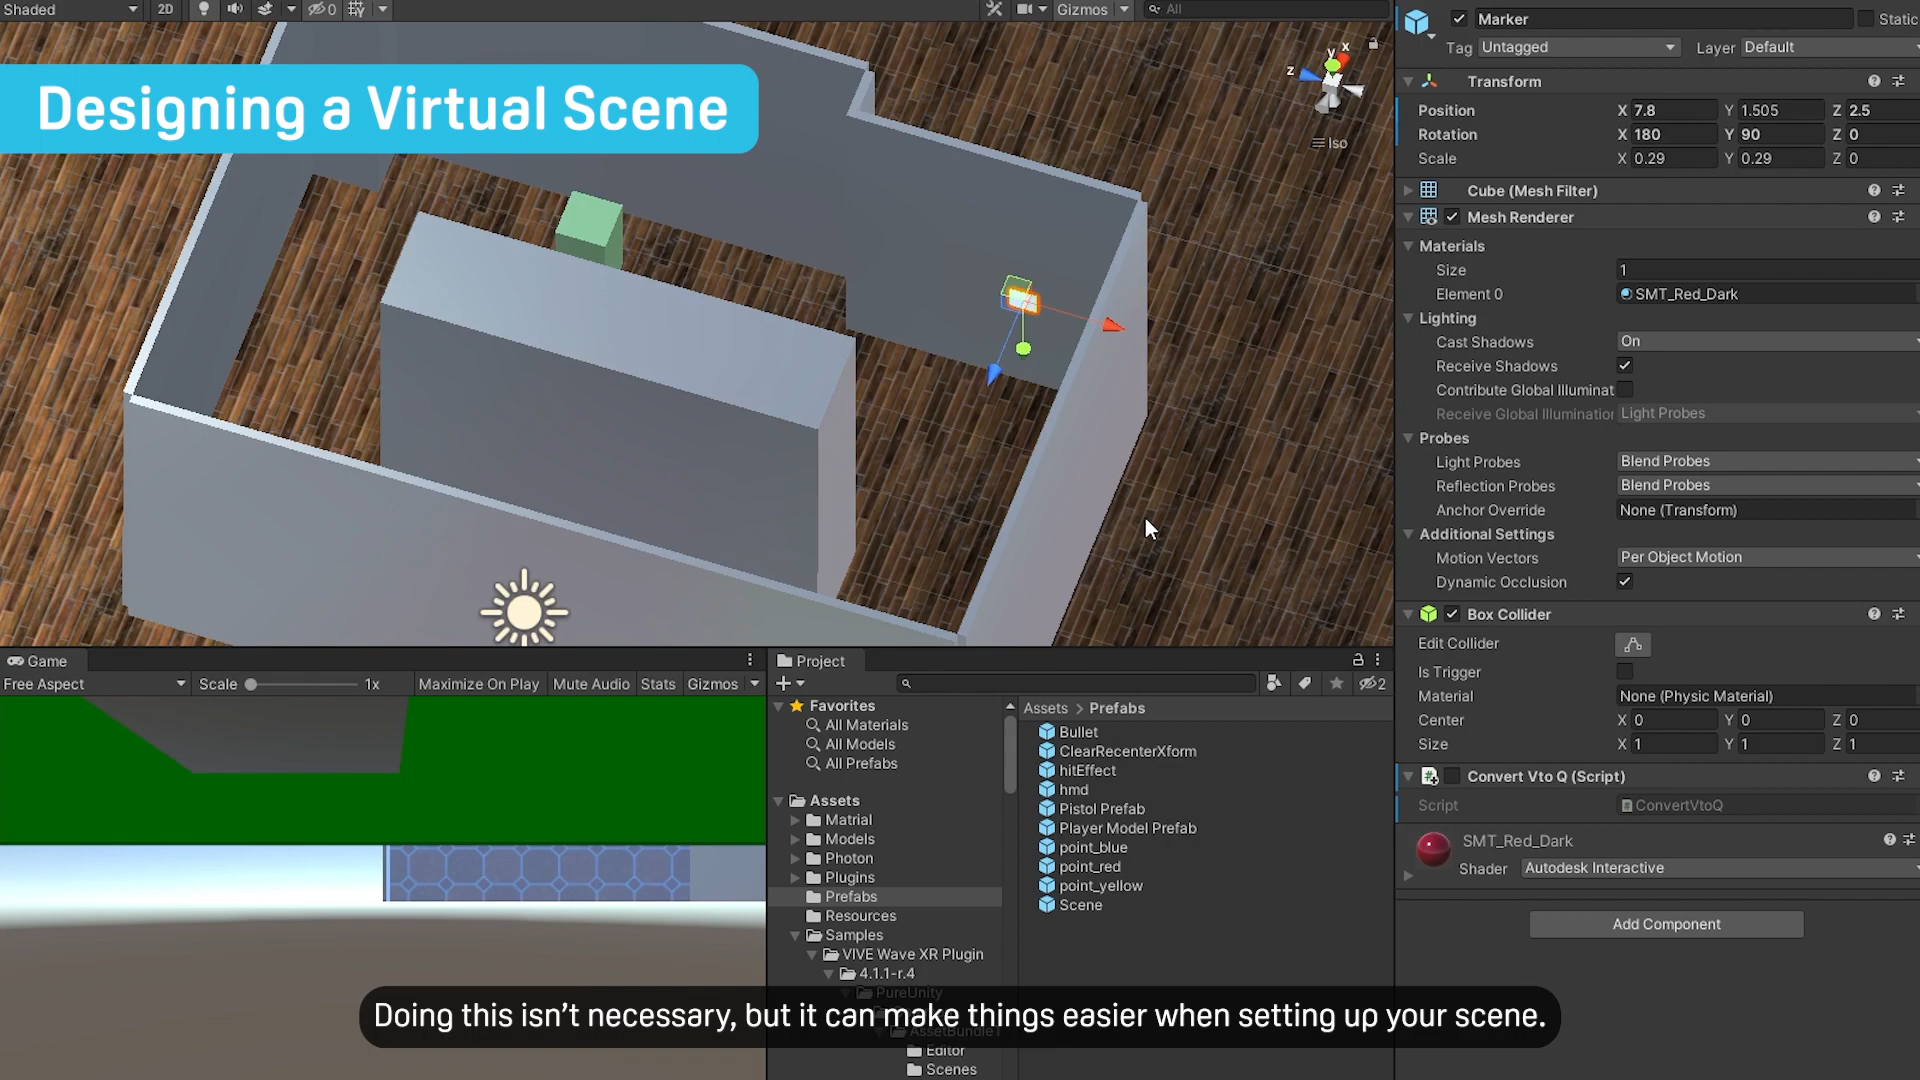 Shaded
2D
0
Gizmos
All
Marker
Static
Tag Untagged
Layer Default
Designing a Virtual Scene
x
y
z
Iso
Transform
Position X 7.8 Y 1.505 Z 2.5
Rotation X 180 Y 90 Z 0
Scale X 0.29 Y 0.29 Z 0
Cube (Mesh Filter)
Mesh Renderer
Materials
Size 1
Element 0 SMT_Red_Dark
Lighting
Cast Shadows On
Receive Shadows
Contribute Global Illuminat
Receive Global Illumination Light Probes
Probes
Light Probes Blend Probes
Reflection Probes Blend Probes
Anchor Override None (Transform)
Additional Settings
Motion Vectors Per Object Motion
Dynamic Occlusion
Box Collider
Edit Collider
Is Trigger
Material None (Physic Material)
Center X 0 Y 0 Z 0
Size X 1 Y 1 Z 1
Convert Vto Q (Script)
Script ConvertVtoQ
SMT_Red_Dark
Shader Autodesk Interactive
Add Component
Game
Free Aspect Scale 1x Maximize On Play Mute Audio Stats Gizmos
Project
2
Favorites
All Materials
All Models
All Prefabs
Assets
Matrial
Models
Photon
Plugins
Prefabs
Resources
Samples
VIVE Wave XR Plugin
4.1.1-r.4
PureUnity
Editor
Scenes
Assets > Prefabs
Bullet
ClearRecenterXform
hitEffect
hmd
Pistol Prefab
Player Model Prefab
point_blue
point_red
point_yellow
Scene
Doing this isn't necessary, but it can make things easier when setting up your scene.